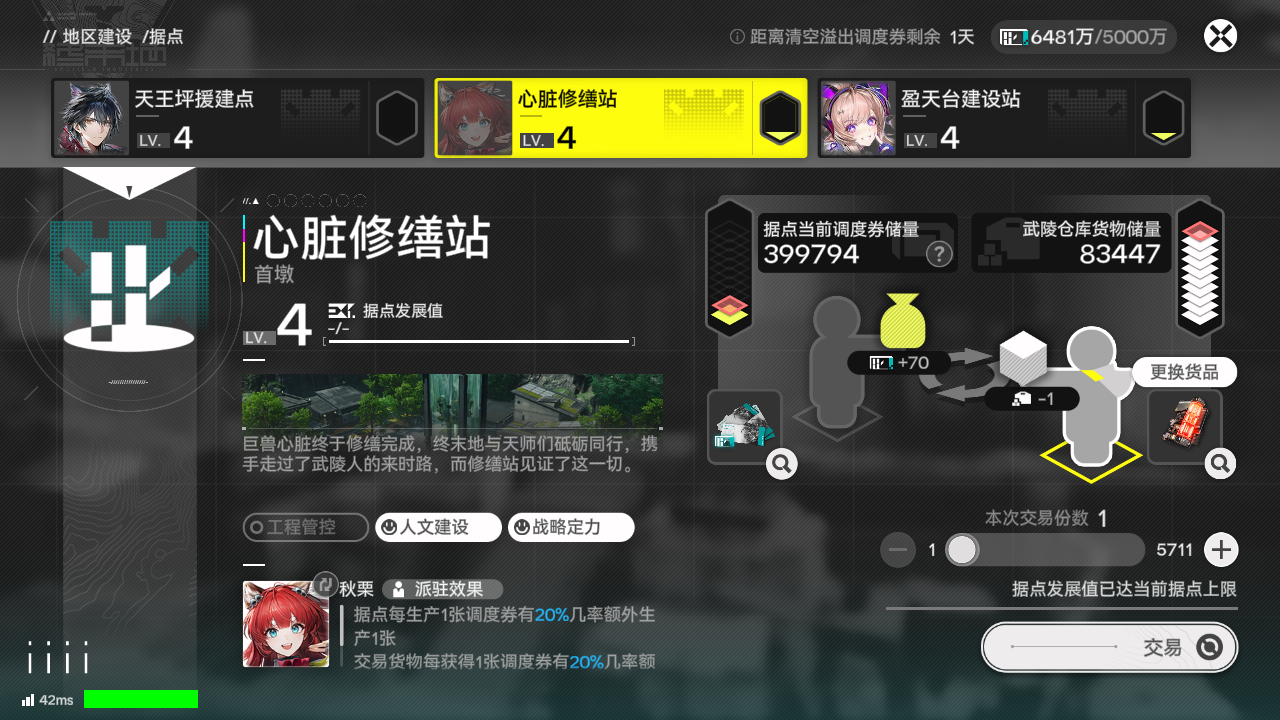 // 地区建设 /据点
距离清空溢出调度券剩余 1天
6481万/5000万
天王坪援建点
LV. 4
心脏修缮站
LV. 4
盈天台建设站
LV. 4
心脏修缮站
首墩
LV. 4
EXP. 据点发展值
-/-
巨兽心脏终于修缮完成，终末地与天师们砥砺同行，携
手走过了武陵人的来时路，而修缮站见证了这一切。
工程管控
人文建设
战略定力
秋栗
派驻效果
据点每生产1张调度券有20%几率额外生
产1张
交易货物每获得1张调度券有20%几率额
据点当前调度券储量
399794
?
武陵仓库货物储量
83447
+70
-1
更换货品
本次交易份数 1
1
5711
据点发展值已达当前据点上限
交易
42ms